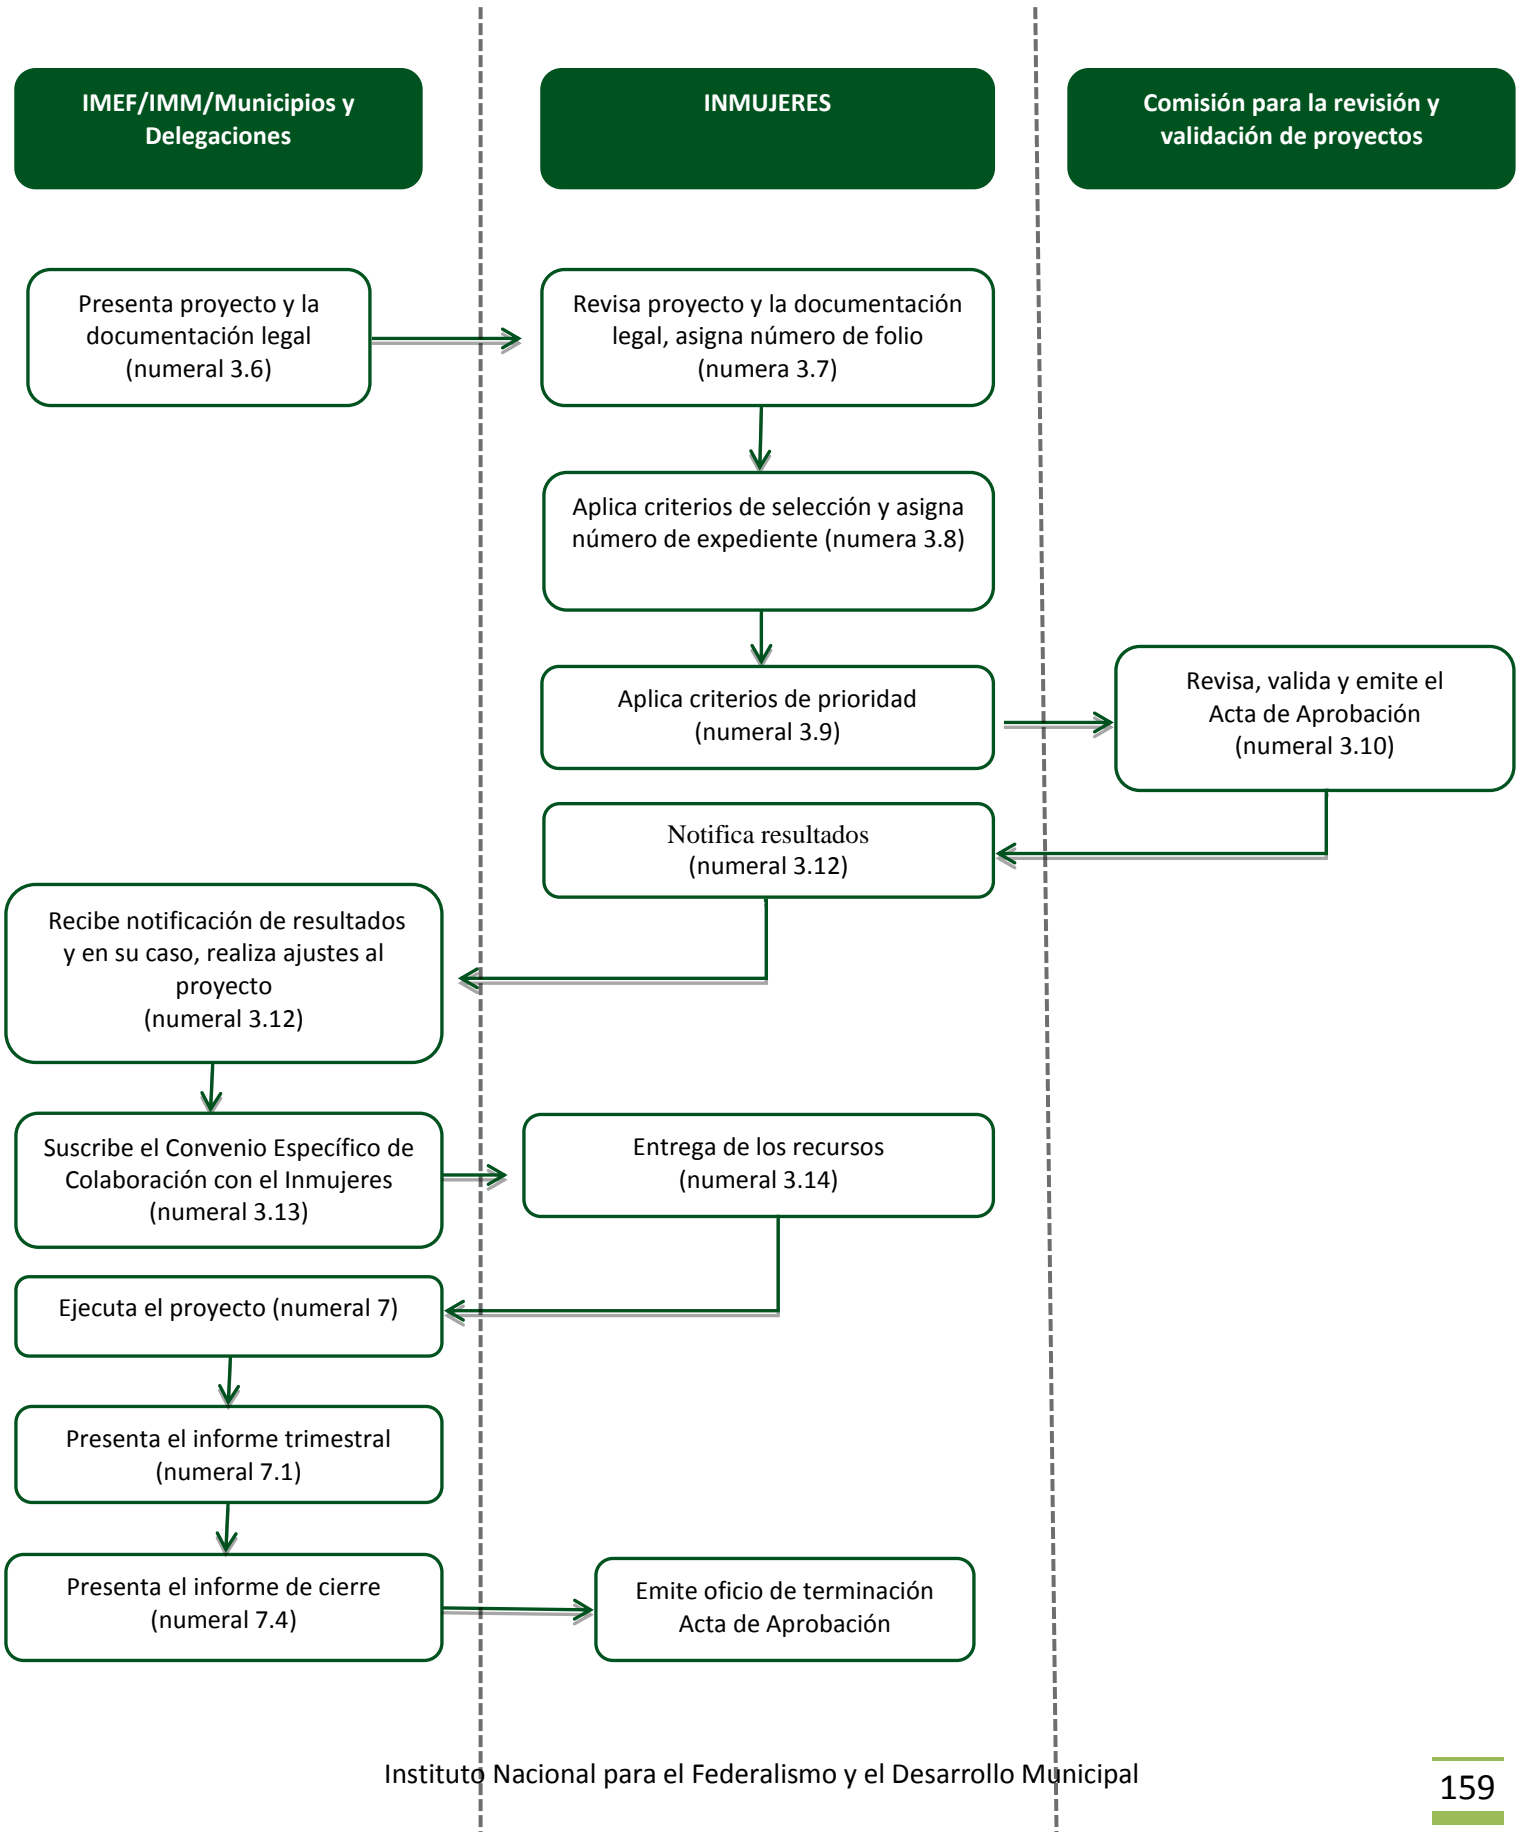 IMEF/IMM/Municipios y
Delegaciones
INMUJERES
Comisión para la revisión y
validación de proyectos
Presenta proyecto y la
documentación legal
(numeral 3.6)
Revisa proyecto y la documentación
legal, asigna número de folio
(numera 3.7)
Aplica criterios de selección y asigna
número de expediente (numera 3.8)
Aplica criterios de prioridad
(numeral 3.9)
Revisa, valida y emite el
Acta de Aprobación
(numeral 3.10)
Notifica resultados
(numeral 3.12)
Recibe notificación de resultados
y en su caso, realiza ajustes al
proyecto
(numeral 3.12)
Suscribe el Convenio Específico de
Colaboración con el Inmujeres
(numeral 3.13)
Entrega de los recursos
(numeral 3.14)
Ejecuta el proyecto (numeral 7)
Presenta el informe trimestral
(numeral 7.1)
Presenta el informe de cierre
(numeral 7.4)
Emite oficio de terminación
Acta de Aprobación
Instituto Nacional para el Federalismo y el Desarrollo Municipal
159